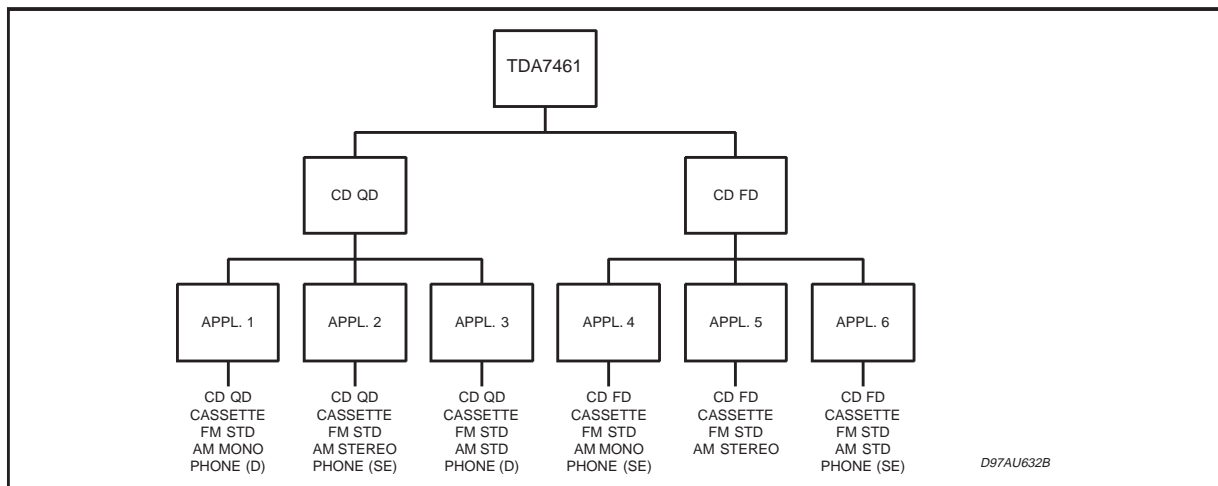 TDA7461
CD QD
CD FD
APPL. 1
APPL. 2
APPL. 3
APPL. 4
APPL. 5
APPL. 6
CD QD
CASSETTE
FM STD
AM MONO
PHONE (D)
CD QD
CASSETTE
FM STD
AM STEREO
PHONE (SE)
CD QD
CASSETTE
FM STD
AM STD
PHONE (D)
CD FD
CASSETTE
FM STD
AM MONO
PHONE (SE)
CD FD
CASSETTE
FM STD
AM STEREO
CD FD
CASSETTE
FM STD
AM STD
PHONE (SE)
D97AU632B